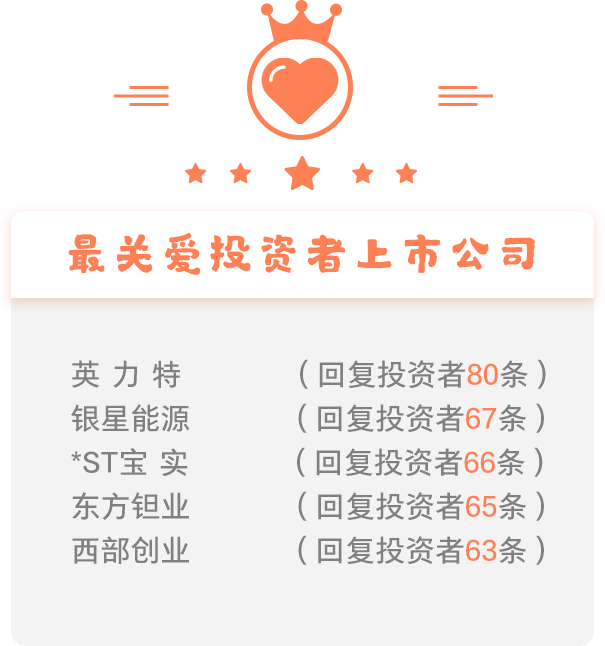 最关爱投资者上市公司
英力特 （回复投资者80条）
银星能源 （回复投资者67条）
*ST宝实 （回复投资者66条）
东方钽业 （回复投资者65条）
西部创业 （回复投资者63条）